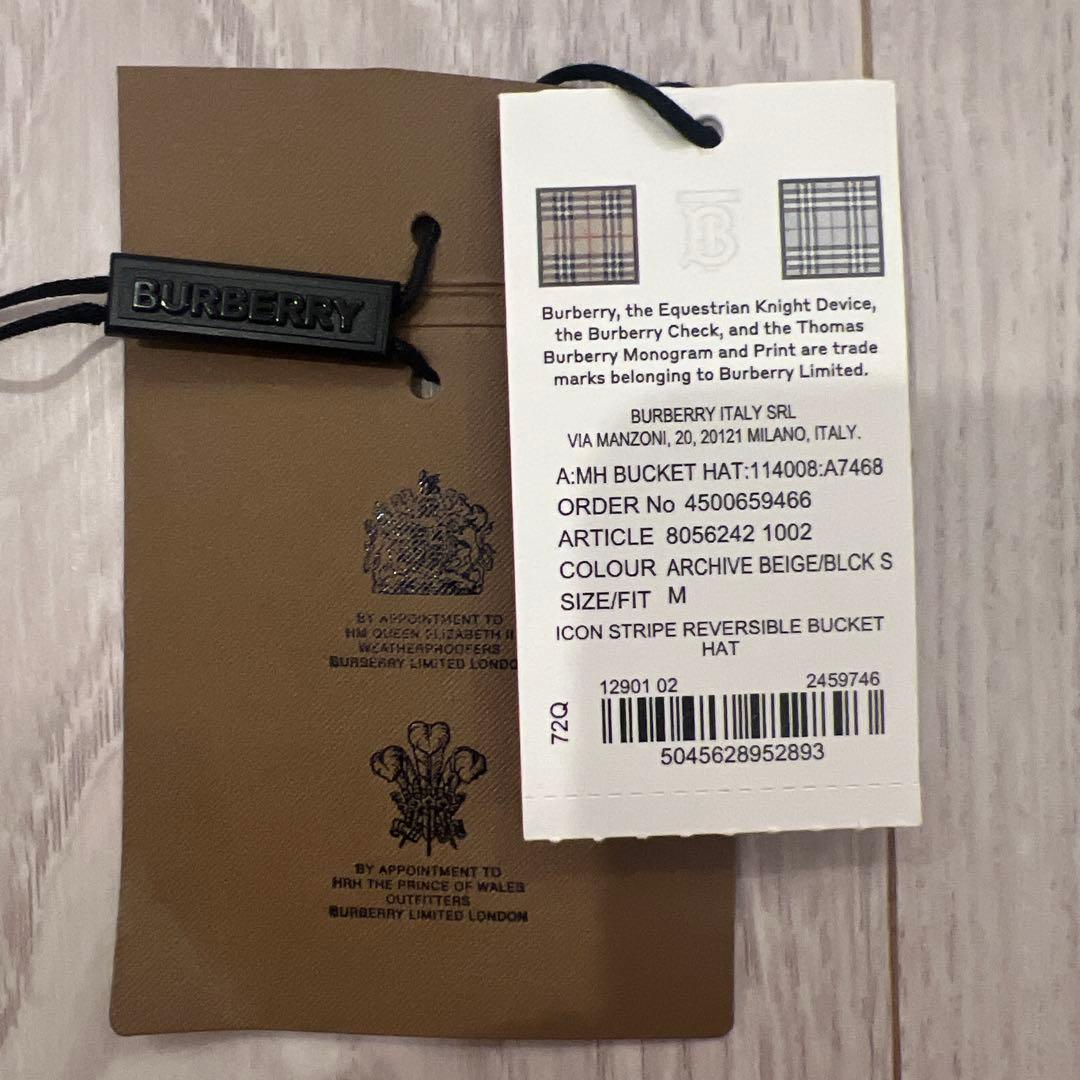 BURBERRY
BY APPOINTMENT TO
HM QUEEN ELIZABETH II
WEATHERPROOFERS
BURBERRY LIMITED LONDO
BY APPOINTMENT TO
HRH THE PRINCE OF WALES
OUTFITTERS
BURBERRY LIMITED LONDON
TB
Burberry, the Equestrian Knight Device,
the Burberry Check, and the Thomas
Burberry Monogram and Print are trade
marks belonging to Burberry Limited.
BURBERRY ITALY SRL
VIA MANZONI, 20, 20121 MILANO, ITALY.
A:MH BUCKET HAT:114008:A7468
ORDER No 4500659466
ARTICLE 8056242 1002
COLOUR ARCHIVE BEIGE/BLCK S
SIZE/FIT M
ICON STRIPE REVERSIBLE BUCKET
HAT
12901 02 2459746
72Q
5045628952893